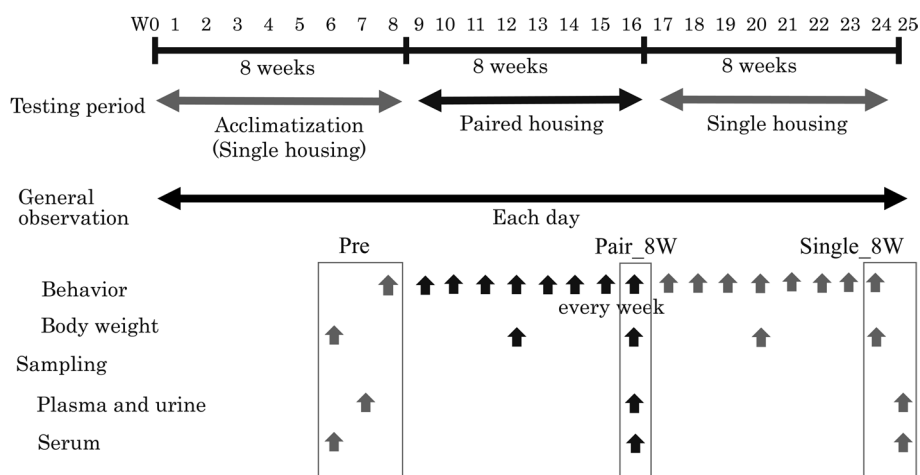 W0 1 2 3 4 5 6 7 8 9 10 11 12 13 14 15 16 17 18 19 20 21 22 23 24 25
8 weeks 8 weeks 8 weeks
Testing period
Acclimatization
(Single housing)
Paired housing
Single housing
General
observation
Each day
Pre Pair_8W Single_8W
Behavior
every week
Body weight
Sampling
Plasma and urine
Serum